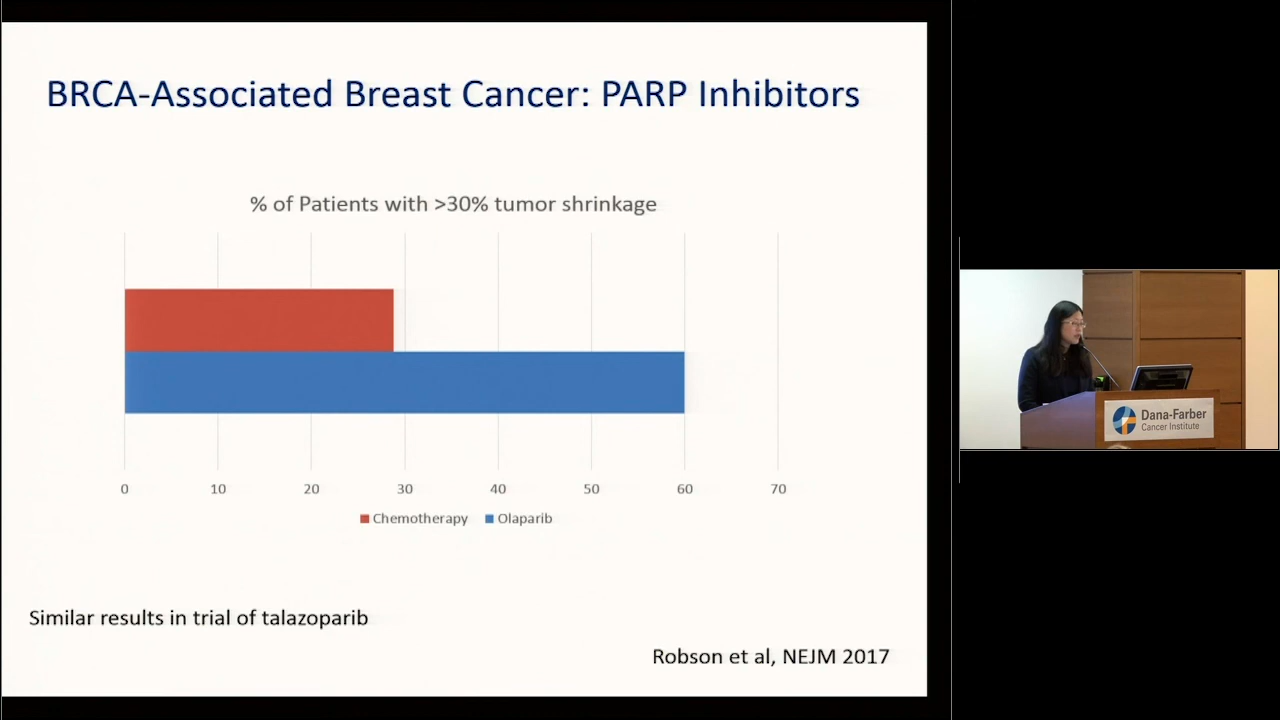 BRCA-Associated Breast Cancer: PARP Inhibitors
% of Patients with >30% tumor shrinkage
0 10 20 30 40 50 60 70
Chemotherapy Olaparib
Similar results in trial of talazoparib
Robson et al, NEJM 2017
Dana-Farber
Cancer Institute